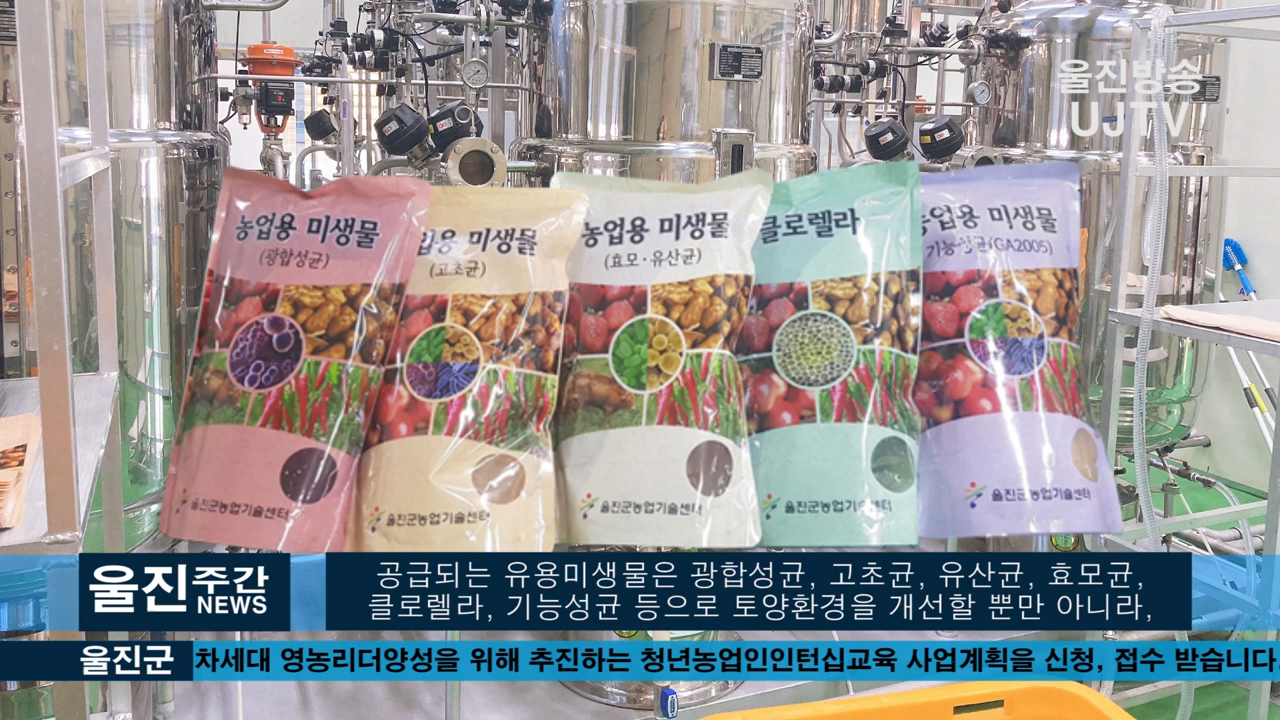 울진방송
UJTV
농업용 미생물
(광합성균)
업용 미생물
(고초균)
농업용 미생물
(효모·유산균)
클로렐라
농업용 미생물
기능성균(GA2005)
울진군농업기술센터
울진군농업기술센터
울진군농업기술센터
울진군농업기술센터
울진군농업기술센터
울진주간
NEWS
공급되는 유용미생물은 광합성균, 고초균, 유산균, 효모균,
클로렐라, 기능성균 등으로 토양환경을 개선할 뿐만 아니라,
울진군
차세대 영농리더양성을 위해 추진하는 청년농업인인턴십교육 사업계획을 신청, 접수 받습니다.